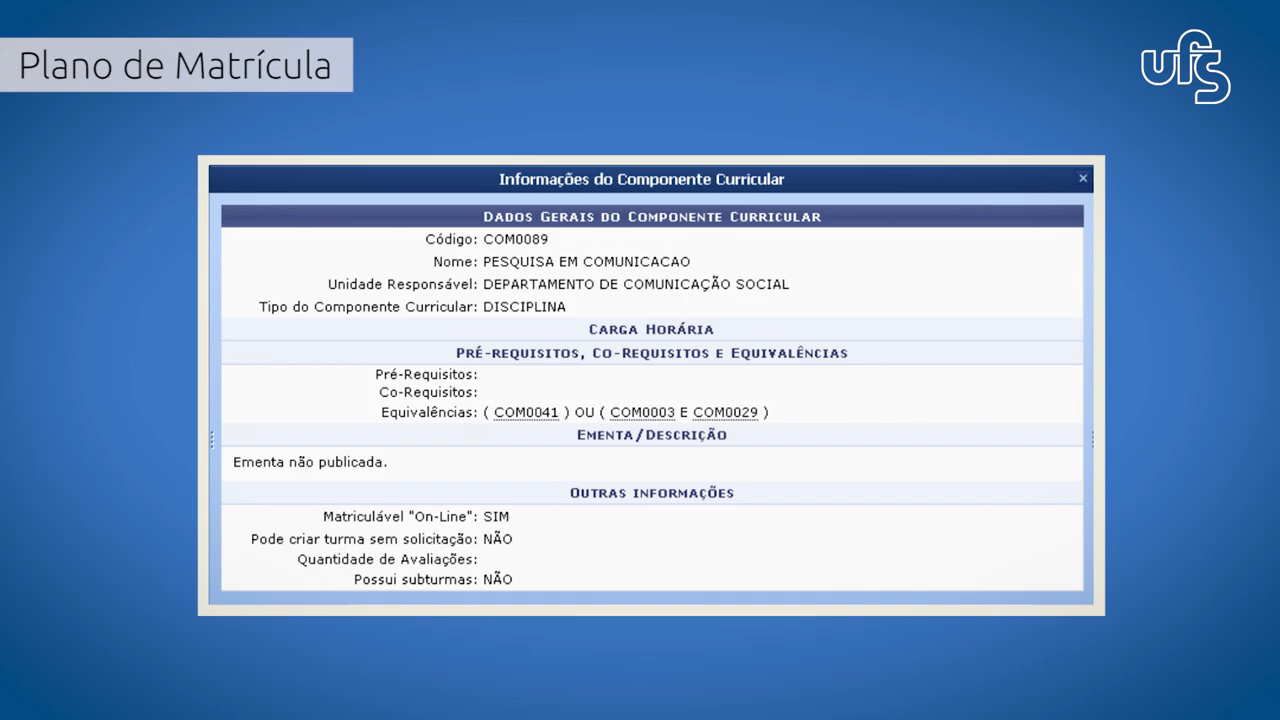 Plano de Matrícula
ufs
Informações do Componente Curricular ×
DADOS GERAIS DO COMPONENTE CURRICULAR
Código: COM0089
Nome: PESQUISA EM COMUNICACAO
Unidade Responsável: DEPARTAMENTO DE COMUNICAÇÃO SOCIAL
Tipo do Componente Curricular: DISCIPLINA
CARGA HORÁRIA
PRÉ-REQUISITOS, CO-REQUISITOS E EQUIVALÊNCIAS
Pré-Requisitos:
Co-Requisitos:
Equivalências: ( COM0041 ) OU ( COM0003 E COM0029 )
EMENTA/DESCRIÇÃO
Ementa não publicada.
OUTRAS INFORMAÇÕES
Matriculável "On-Line": SIM
Pode criar turma sem solicitação: NÃO
Quantidade de Avaliações:
Possui subturmas: NÃO